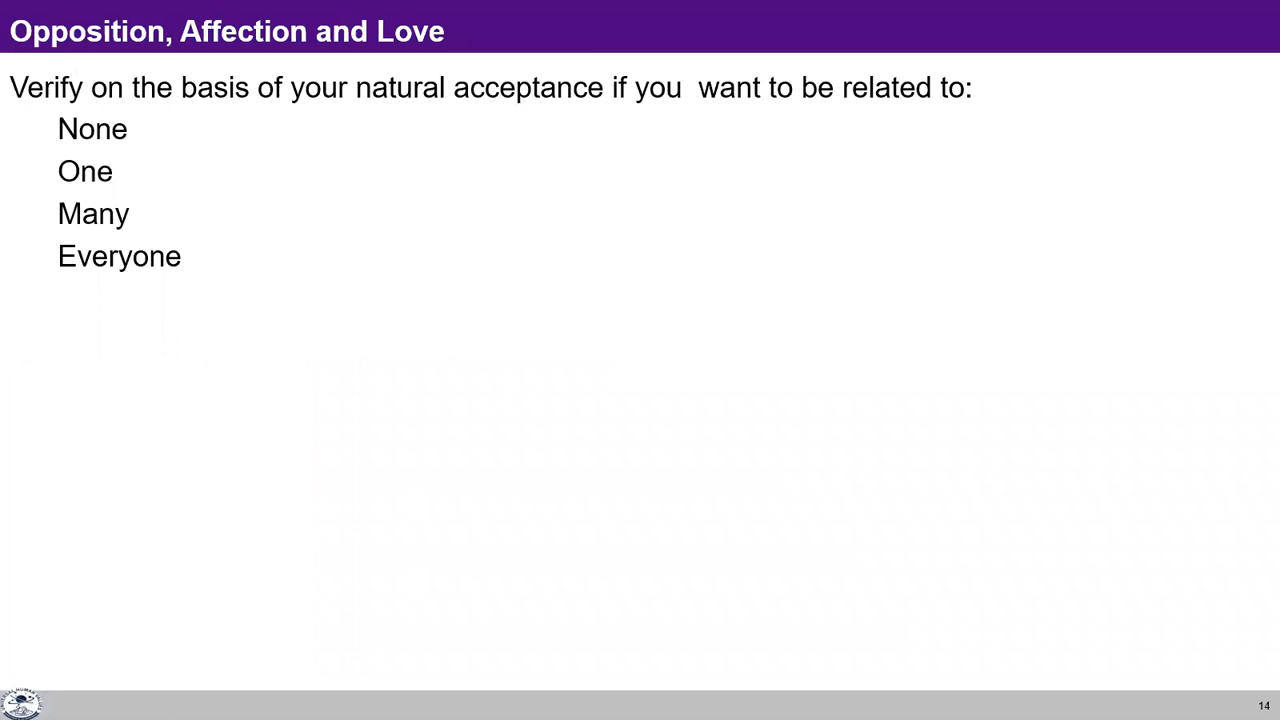 Opposition, Affection and Love
Verify on the basis of your natural acceptance if you  want to be related to:
None
One
Many
Everyone
14